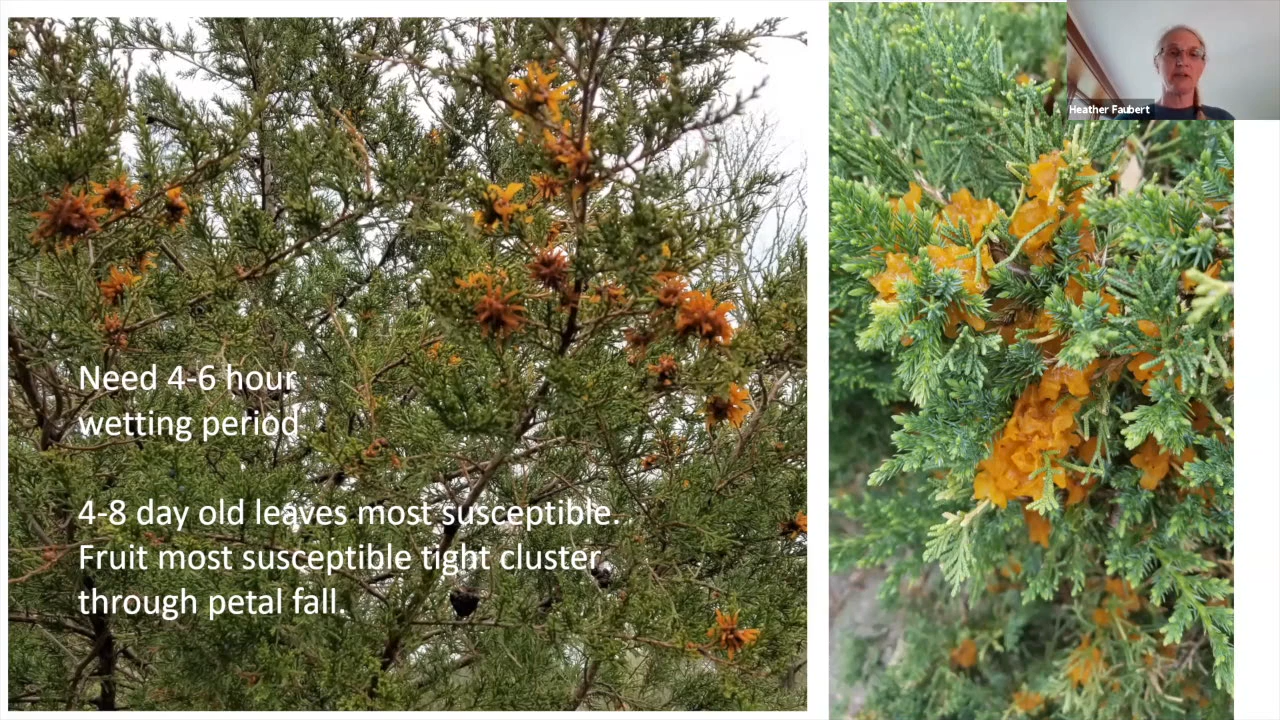 Heather Faubert
Need 4-6 hour
wetting period
4-8 day old leaves most susceptible.
Fruit most susceptible tight cluster
through petal fall.